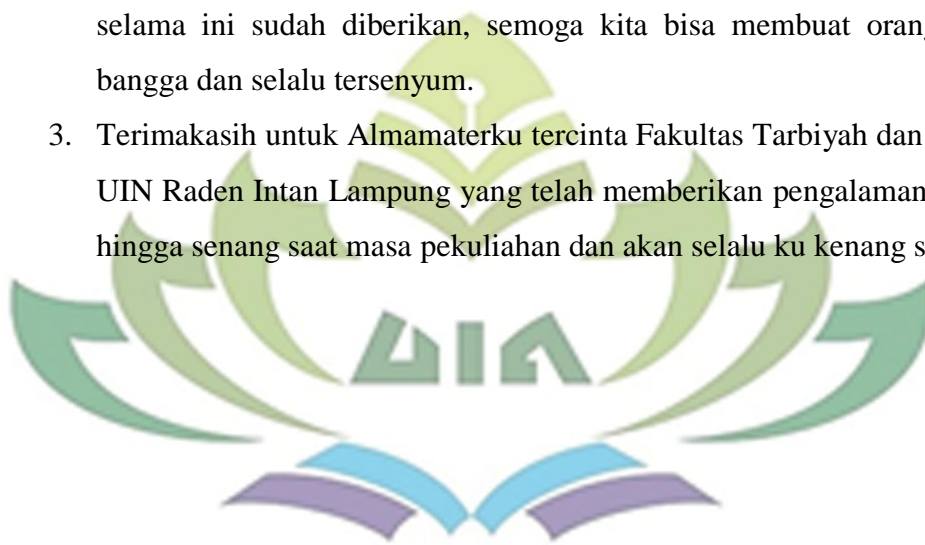 selama ini sudah diberikan, semoga kita bisa membuat orang
bangga dan selalu tersenyum.
3. Terimakasih untuk Almamaterku tercinta Fakultas Tarbiyah dan
UIN Raden Intan Lampung yang telah memberikan pengalaman
hingga senang saat masa pekuliahan dan akan selalu ku kenang
UIN